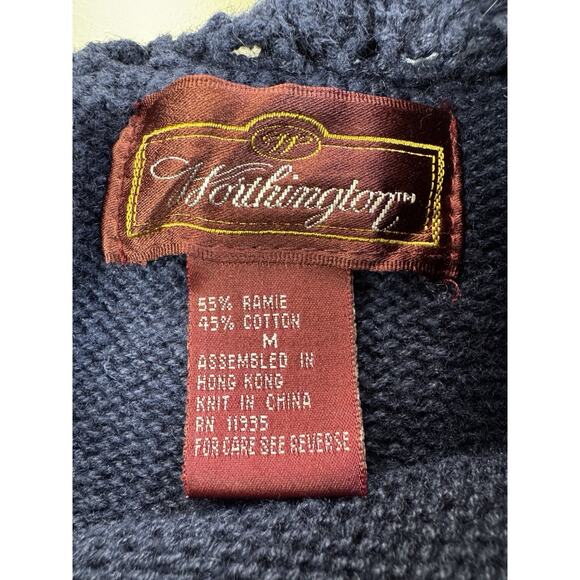 W
Worthington™
55% RAMIE
45% COTTON
M
ASSEMBLED IN
HONG KONG
KNIT IN CHINA
RN 11935
FOR CARE SEE REVERSE